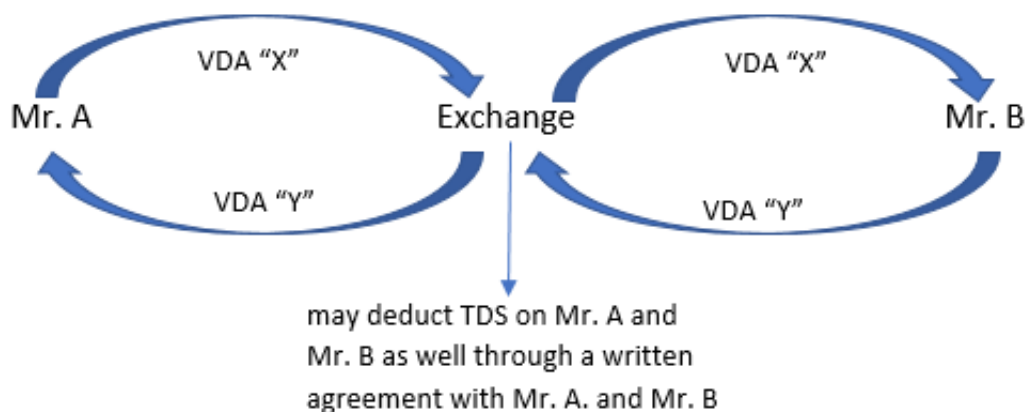 VDA “X”
VDA “X”
Mr. A
Exchange
Mr. B
VDA “Y”
VDA “Y”
may deduct TDS on Mr. A and
Mr. B as well through a written
agreement with Mr. A. and Mr. B